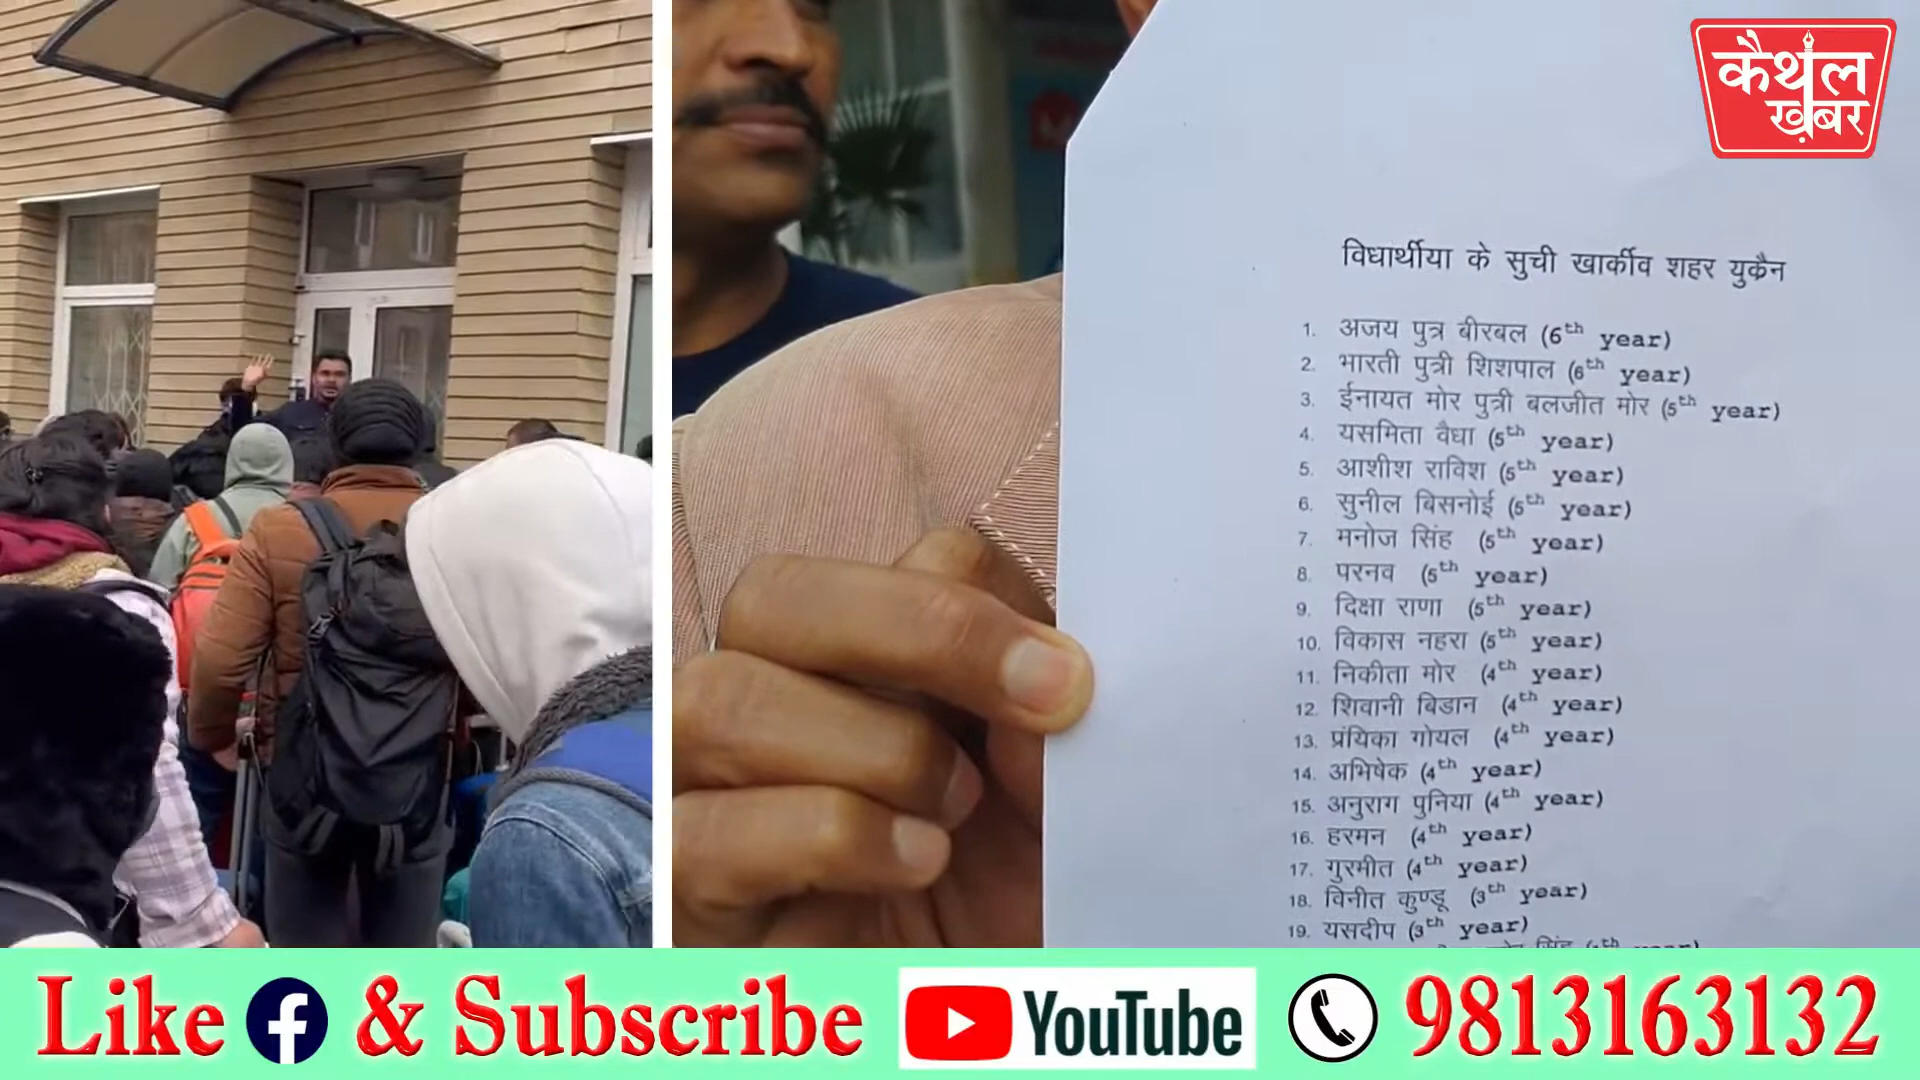 कैथल
ख़बर
विधार्थीया के सुची खार्कीव शहर युक्रैन
1. अजय पुत्र बीरबल (6th year)
2. भारती पुत्री शिशपाल (6th year)
3. ईनायत मोर पुत्री बलजीत मोर (5th year)
4. यसमिता वैधा (5th year)
5. आशीश राविश (5th year)
6. सुनील बिसनोई (5th year)
7. मनोज सिंह (5th year)
8. परनव (5th year)
9. दिक्षा राणा (5th year)
10. विकास नहरा (5th year)
11. निकीता मोर (4th year)
12. शिवानी बिडान (4th year)
13. प्रंयिका गोयल (4th year)
14. अभिषेक (4th year)
15. अनुराग पुनिया (4th year)
16. हरमन (4th year)
17. गुरमीत (4th year)
18. विनीत कुण्डू (3th year)
19. यसदीप (3th year)
Like & Subscribe YouTube 9813163132